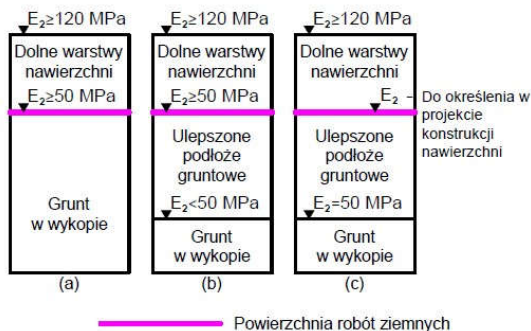 E₂≥120 MPa
Dolne warstwy
nawierzchni
E₂≥50 MPa
Grunt
w wykopie
(a)
E₂≥120 MPa
Dolne warstwy
nawierzchni
E₂≥50 MPa
Ulepszone
podłoże
gruntowe
E₂<50 MPa
Grunt
w wykopie
(b)
E₂≥120 MPa
Dolne warstwy
nawierzchni
E₂ - Do określenia w
projekcie
konstrukcji
nawierzchni
Ulepszone
podłoże
gruntowe
E₂=50 MPa
Grunt
w wykopie
(c)
Powierzchnia robót ziemnych